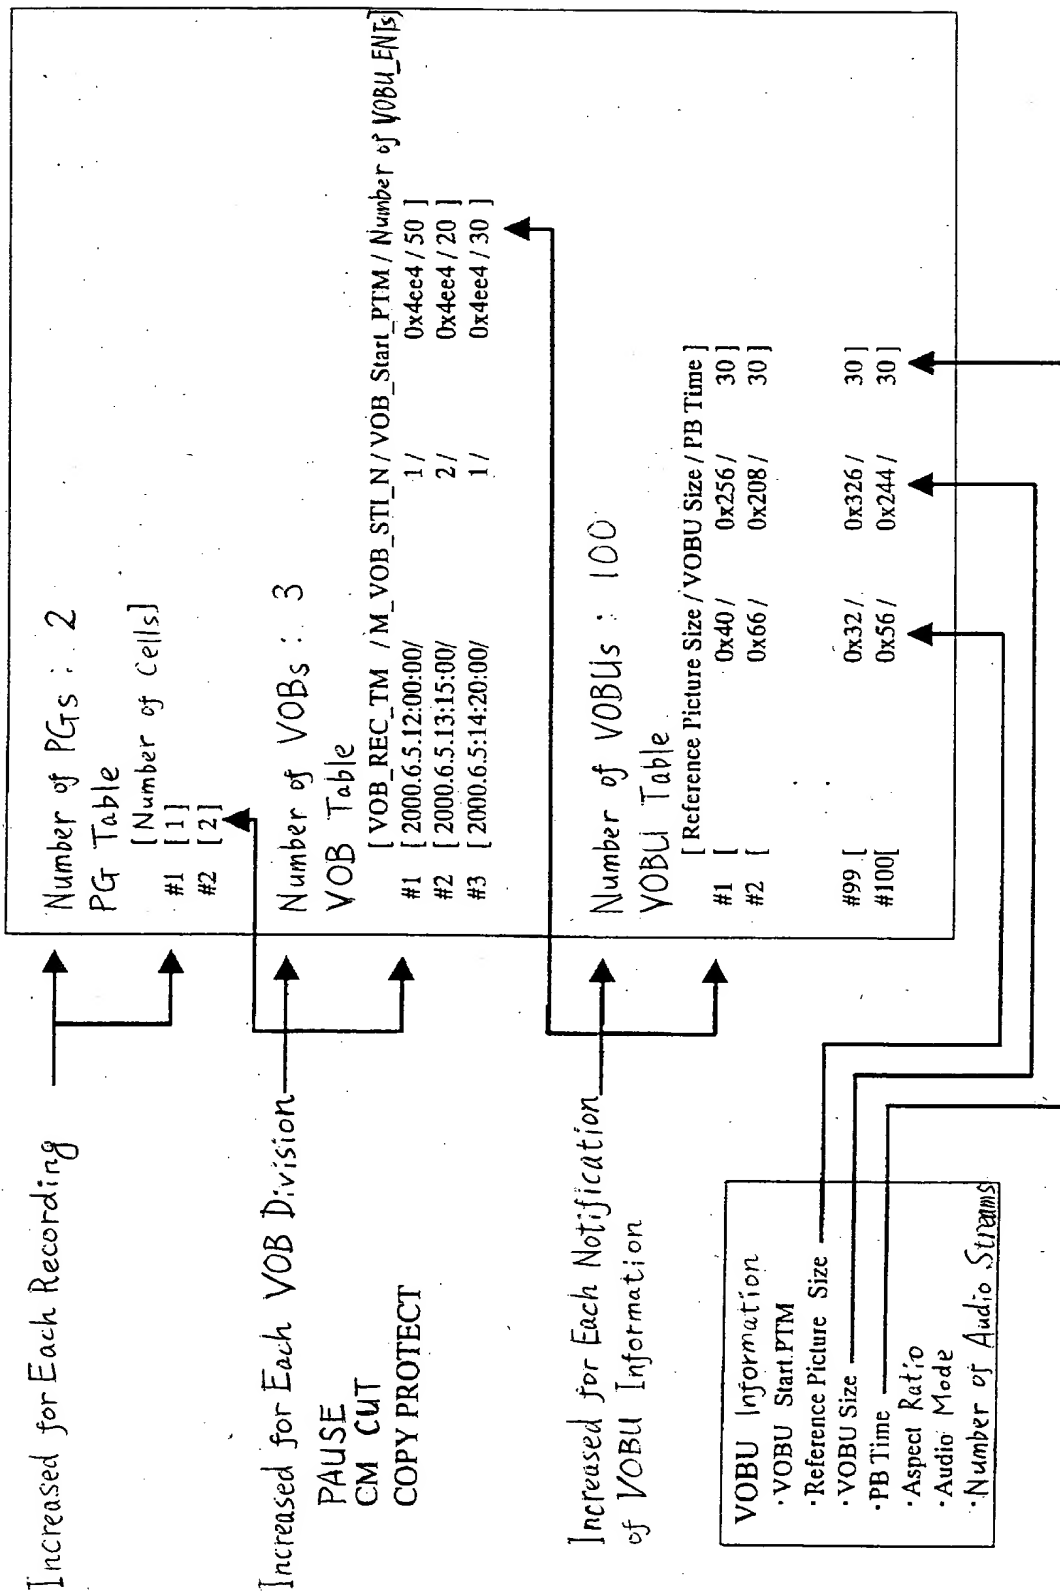 Increased for Each Recording
Number of PGs : 2
PG Table
[Number of Cells]
#1 [1]
#2 [2]
Increased for Each VOB Division
PAUSE
CM CUT
COPY PROTECT
Number of VOBs : 3
VOB Table
[ VOB_REC_TM / M_VOB_STI_N / VOB_Start_PTM / Number of VOBU_ENTs]
#1 [ 2000.6.5.12:00:00/ 1 / 0x4ee4 / 50 ]
#2 [ 2000.6.5.13:15:00/ 2 / 0x4ee4 / 20 ]
#3 [ 2000.6.5:14:20:00/ 1 / 0x4ee4 / 30 ]
Increased for Each Notification
of VOBU Information
Number of VOBUs : 100
VOBU Table
[ Reference Picture Size / VOBU Size / PB Time ]
#1 [ 0x40 / 0x256 / 30 ]
#2 [ 0x66 / 0x208 / 30 ]
#99 [ 0x32 / 0x326 / 30 ]
#100[ 0x56 / 0x244 / 30 ]
VOBU Information
・VOBU Start PTM
・Reference Picture Size
・VOBU Size
・PB Time
・Aspect Ratio
・Audio Mode
・Number of Audio Streams